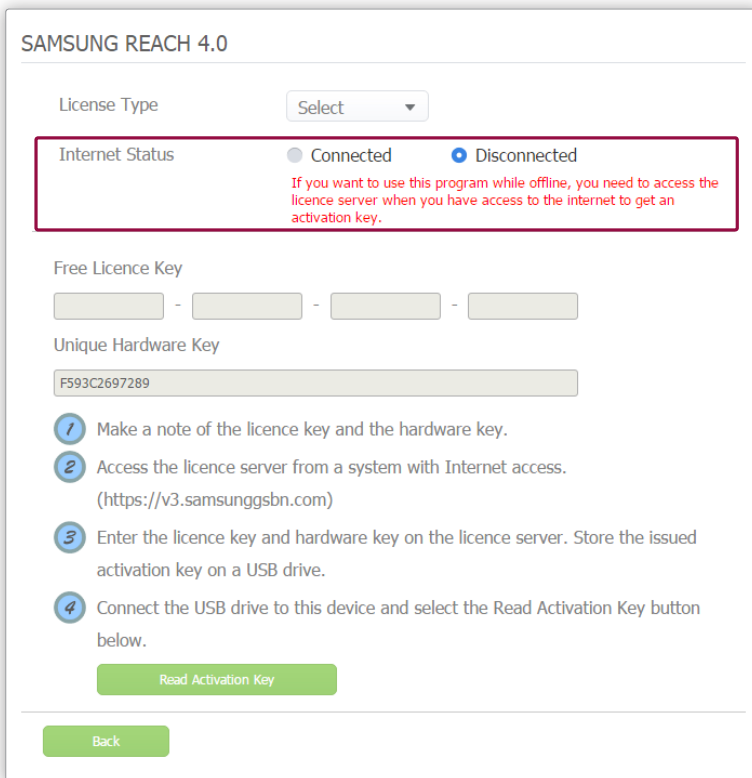 SAMSUNG REACH 4.0
License Type
Select
Internet Status
Connected
Disconnected
If you want to use this program while offline, you need to access the
licence server when you have access to the internet to get an
activation key.
Free Licence Key
- - -
Unique Hardware Key
F593C2697289
1 Make a note of the licence key and the hardware key.
2 Access the licence server from a system with Internet access.
(https://v3.samsunggsbn.com)
3 Enter the licence key and hardware key on the licence server. Store the issued
activation key on a USB drive.
4 Connect the USB drive to this device and select the Read Activation Key button
below.
Read Activation Key
Back